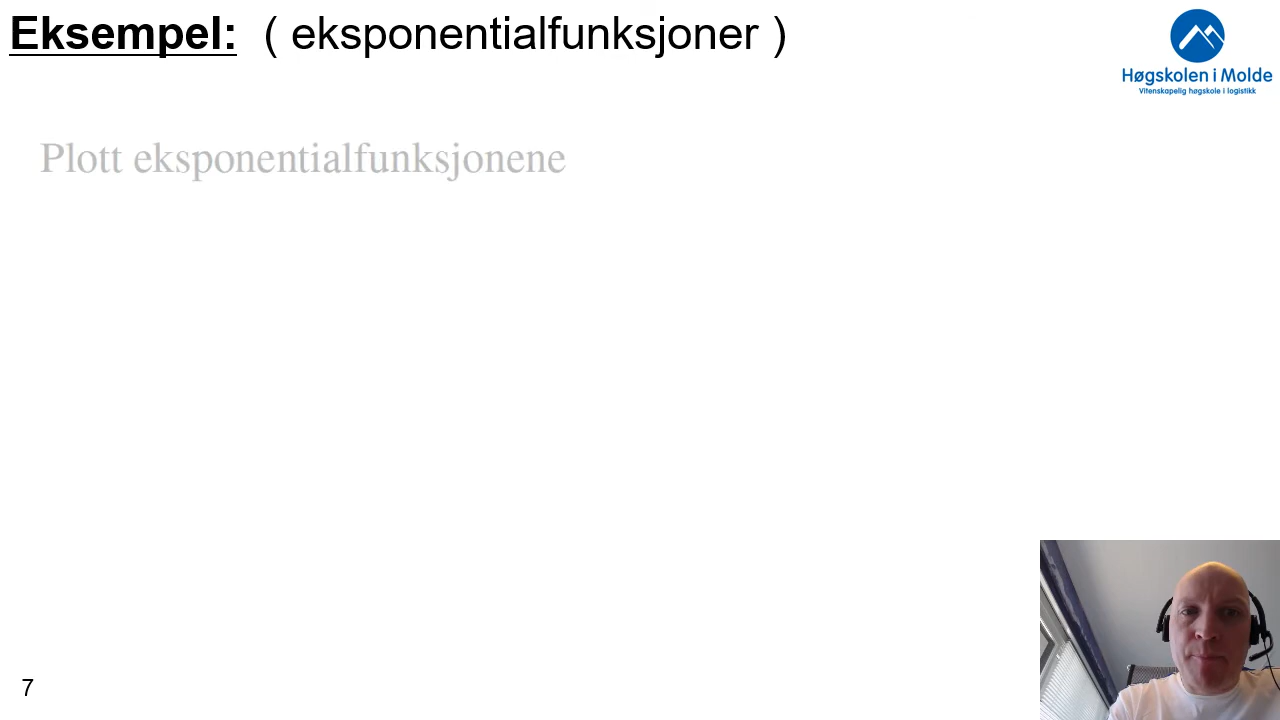 Eksempel: ( eksponentialfunksjoner )
Høgskolen i Molde
Vitenskapelig høgskole i logistikk
Plott eksponentialfunksjonene
7